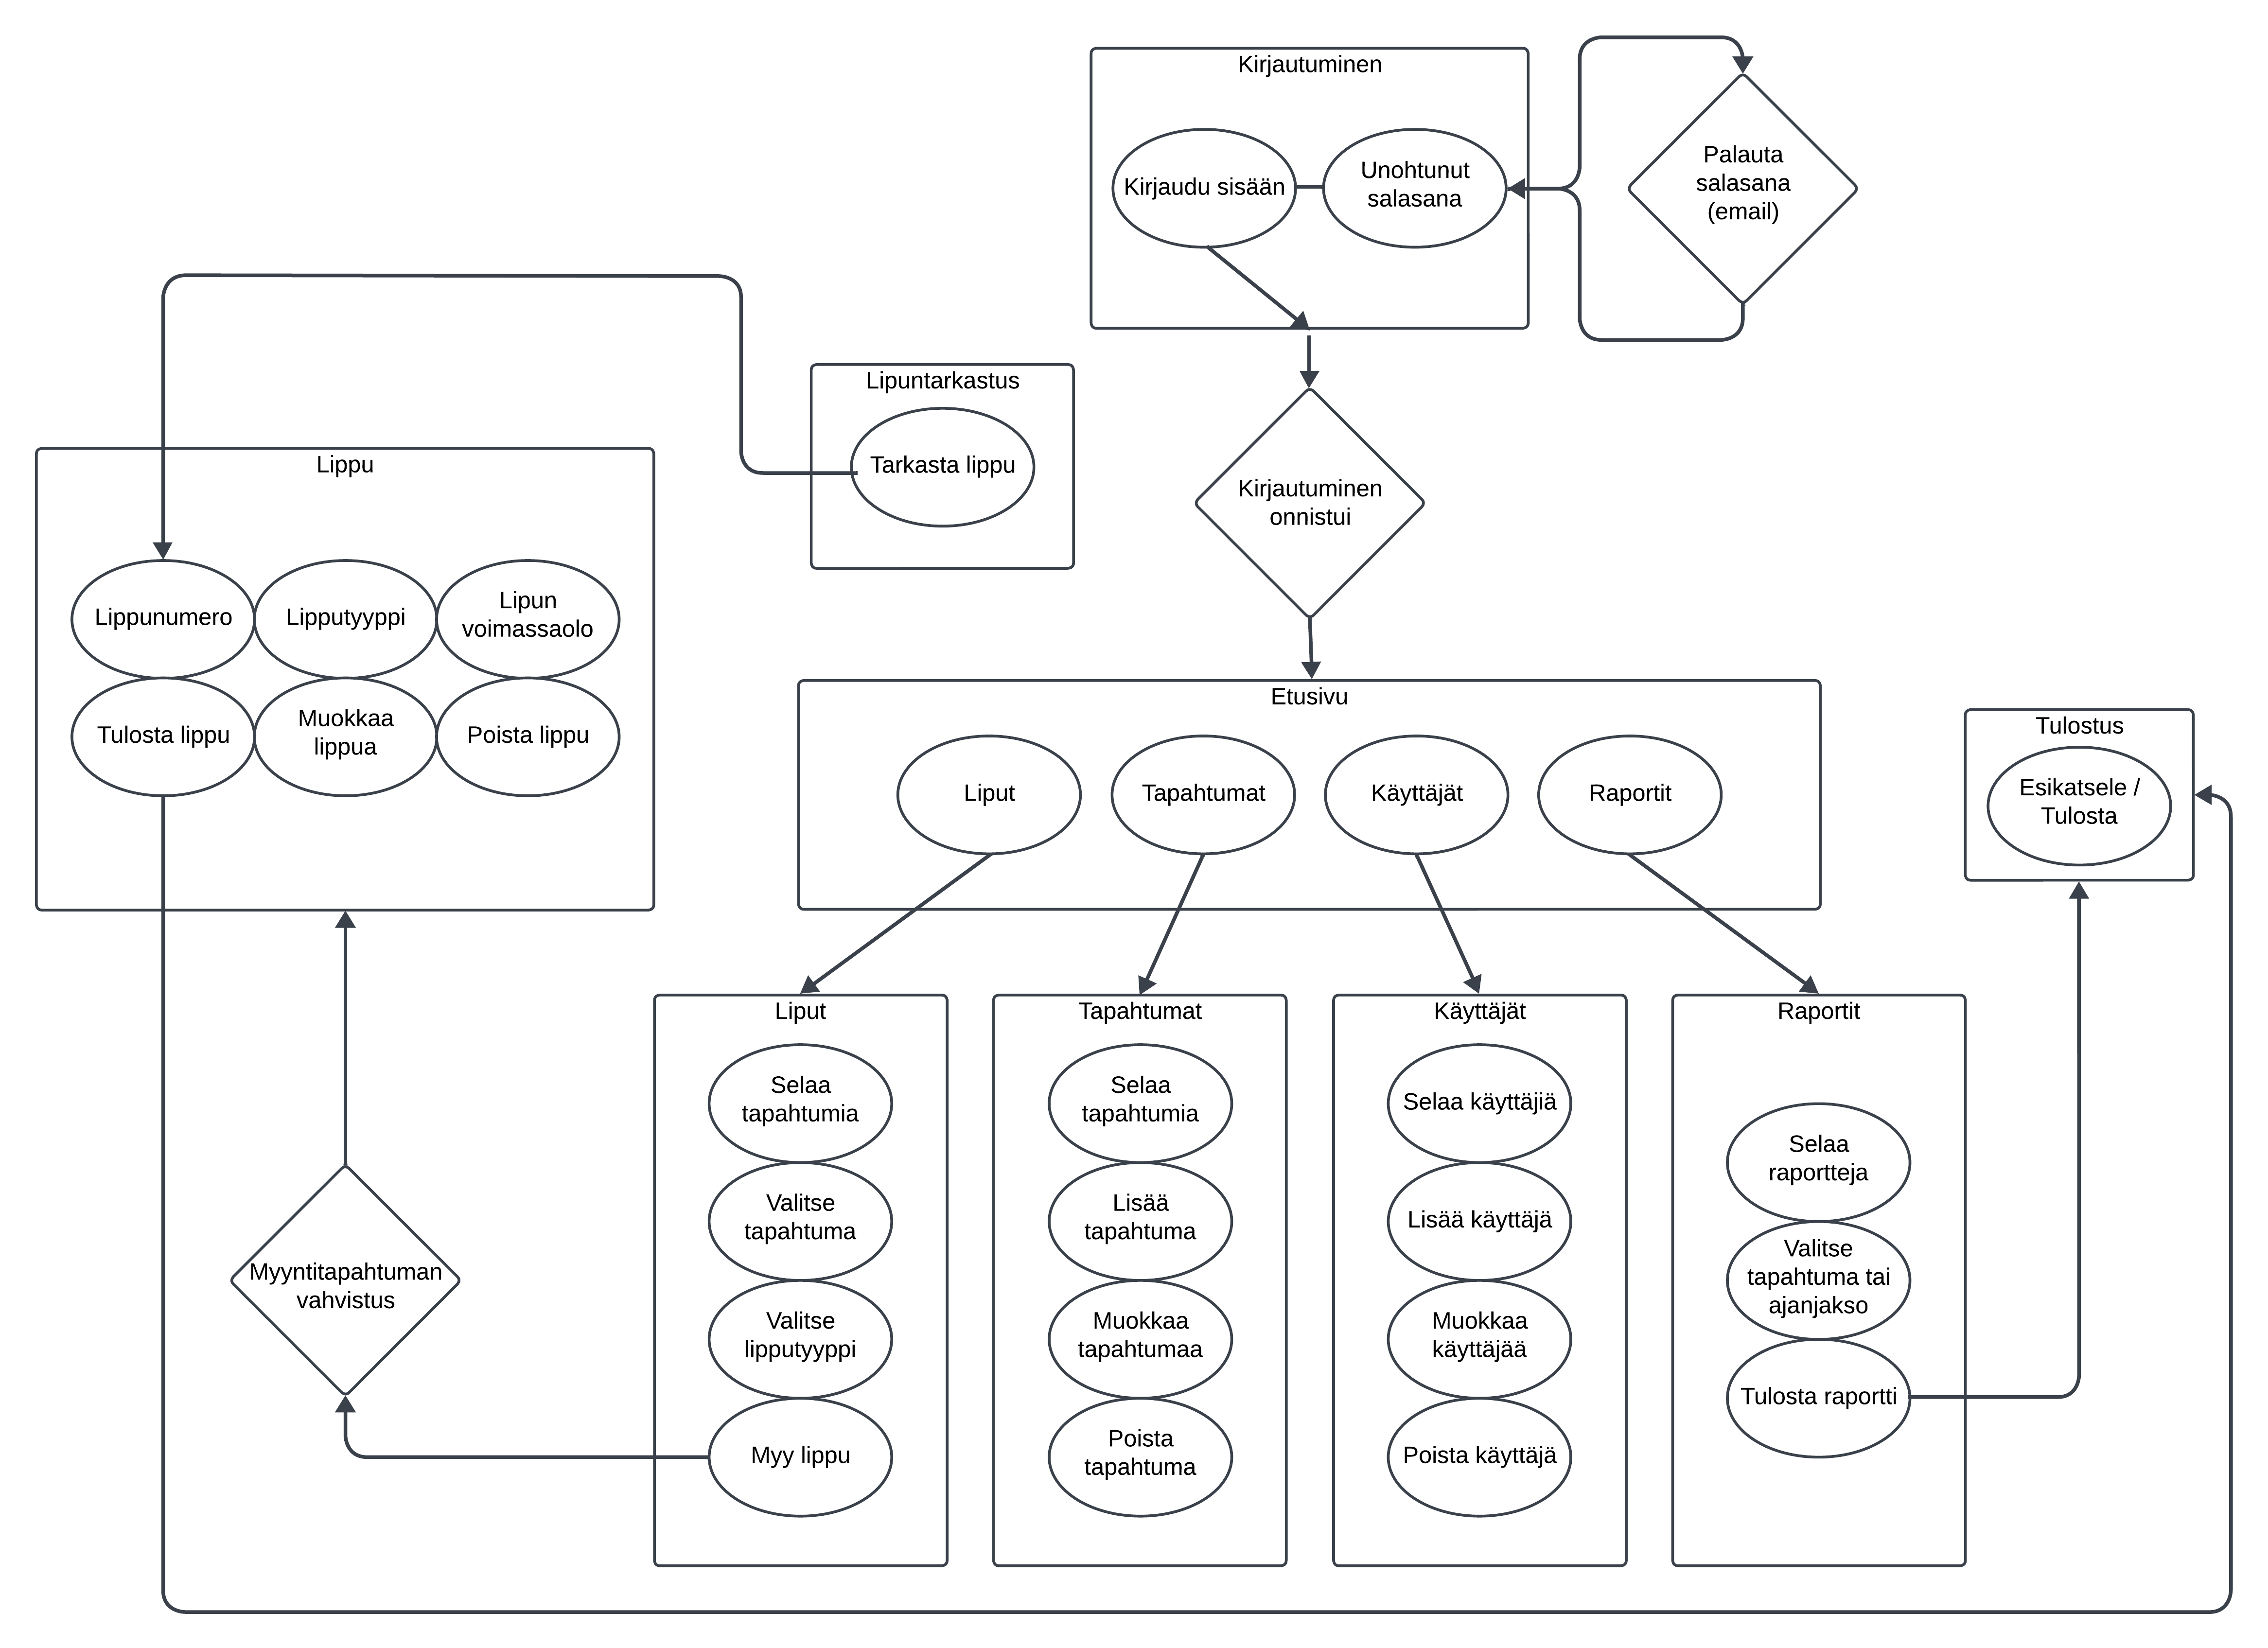 Kirjautuminen
Kirjaudu sisään
Unohtunut
salasana
Palauta
salasana
(email)
Lipuntarkastus
Tarkasta lippu
Kirjautuminen
onnistui
Lippu
Lippunumero
Lipputyyppi
Lipun
voimassaolo
Tulosta lippu
Muokkaa
lippua
Poista lippu
Etusivu
Liput
Tapahtumat
Käyttäjät
Raportit
Tulostus
Esikatsele /
Tulosta
Liput
Selaa
tapahtumia
Valitse
tapahtuma
Valitse
lipputyyppi
Myy lippu
Tapahtumat
Selaa
tapahtumia
Lisää
tapahtuma
Muokkaa
tapahtumaa
Poista
tapahtuma
Käyttäjät
Selaa käyttäjiä
Lisää käyttäjä
Muokkaa
käyttäjää
Poista käyttäjä
Raportit
Selaa
raportteja
Valitse
tapahtuma tai
ajanjakso
Tulosta raportti
Myyntitapahtuman
vahvistus